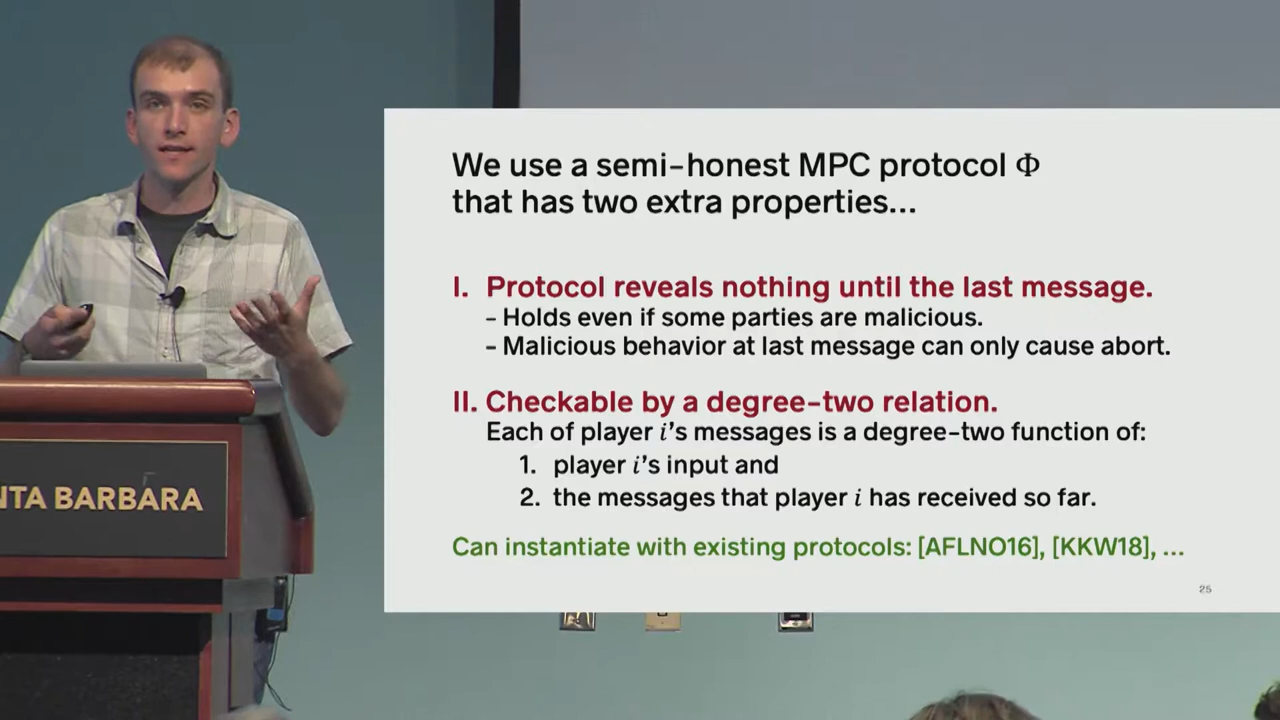 We use a semi-honest MPC protocol Φ
that has two extra properties…
I. Protocol reveals nothing until the last message.
- Holds even if some parties are malicious.
- Malicious behavior at last message can only cause abort.
II. Checkable by a degree-two relation.
Each of player i's messages is a degree-two function of:
1. player i's input and
2. the messages that player i has received so far.
Can instantiate with existing protocols: [AFLNO16], [KKW18], …
25
NTA BARBARA